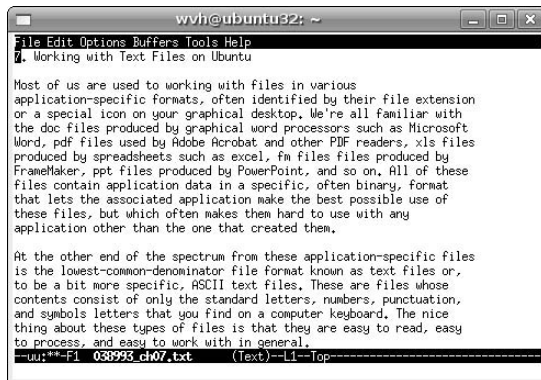 wvh@ubuntu32: ~
File Edit Options Buffers Tools Help
7. Working with Text Files on Ubuntu
Most of us are used to working with files in various
application-specific formats, often identified by their file extension
or a special icon on your graphical desktop. We're all familiar with
the doc files produced by graphical word processors such as Microsoft
Word, pdf files used by Adobe Acrobat and other PDF readers, xls files
produced by spreadsheets such as excel, fm files files produced by
FrameMaker, ppt files produced by PowerPoint, and so on. All of these
files contain application data in a specific, often binary, format
that lets the associated application make the best possible use of
these files, but which often makes them hard to use with any
application other than the one that created them.
At the other end of the spectrum from these application-specific files
is the lowest-common-denominator file format known as text files or,
to be a bit more specific, ASCII text files. These are files whose
contents consist of only the standard letters, numbers, punctuation,
and symbols letters that you find on a computer keyboard. The nice
thing about these types of files is that they are easy to read, easy
to process, and easy to work with in general.
--uu:**-F1  038993_ch07.txt     (Text)--L1--Top--------------------------------